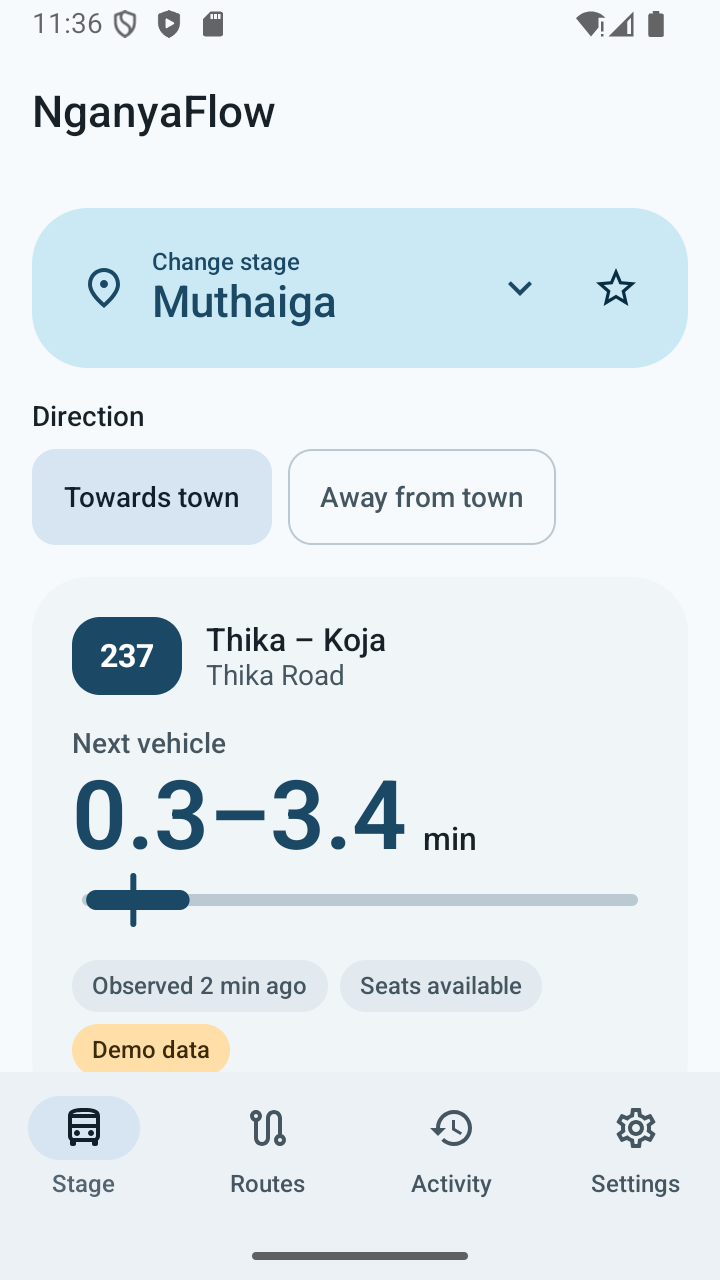 11:36
NganyaFlow
Change stage
Muthaiga
Direction
Towards town
Away from town
237
Thika – Koja
Thika Road
Next vehicle
0.3–3.4 min
Observed 2 min ago
Seats available
Demo data
Stage
Routes
Activity
Settings